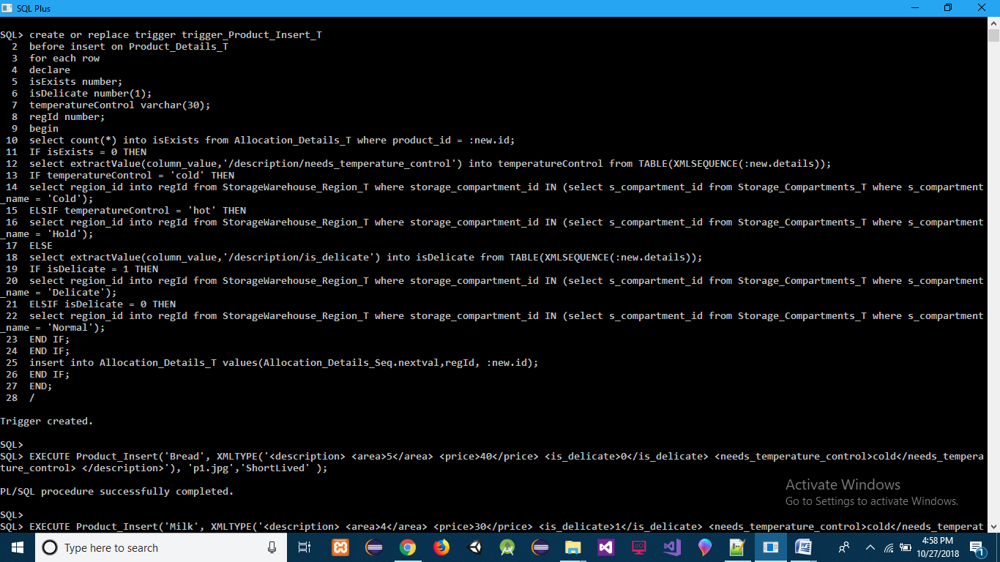 SQL Plus
SQL> create or replace trigger trigger_Product_Insert_T
  2  before insert on Product_Details_T
  3  for each row
  4  declare
  5  isExists number;
  6  isDelicate number(1);
  7  temperatureControl varchar(30);
  8  regId number;
  9  begin
 10  select count(*) into isExists from Allocation_Details_T where product_id = :new.id;
 11  IF isExists = 0 THEN
 12  select extractValue(column_value,'/description/needs_temperature_control') into temperatureControl from TABLE(XMLSEQUENCE(:new.details));
 13  IF temperatureControl = 'cold' THEN
 14  select region_id into regId from StorageWarehouse_Region_T where storage_compartment_id IN (select s_compartment_id from Storage_Compartments_T where s_compartment
_name = 'Cold');
 15  ELSIF temperatureControl = 'hot' THEN
 16  select region_id into regId from StorageWarehouse_Region_T where storage_compartment_id IN (select s_compartment_id from Storage_Compartments_T where s_compartment
_name = 'Hold');
 17  ELSE
 18  select extractValue(column_value,'/description/is_delicate') into isDelicate from TABLE(XMLSEQUENCE(:new.details));
 19  IF isDelicate = 1 THEN
 20  select region_id into regId from StorageWarehouse_Region_T where storage_compartment_id IN (select s_compartment_id from Storage_Compartments_T where s_compartment
_name = 'Delicate');
 21  ELSIF isDelicate = 0 THEN
 22  select region_id into regId from StorageWarehouse_Region_T where storage_compartment_id IN (select s_compartment_id from Storage_Compartments_T where s_compartment
_name = 'Normal');
 23  END IF;
 24  END IF;
 25  insert into Allocation_Details_T values(Allocation_Details_Seq.nextval,regId, :new.id);
 26  END IF;
 27  END;
 28  /
Trigger created.
SQL>
SQL> EXECUTE Product_Insert('Bread', XMLTYPE('<description> <area>5</area> <price>40</price> <is_delicate>0</is_delicate> <needs_temperature_control>cold</needs_tempera
ture_control> </description>'), 'p1.jpg','ShortLived' );
PL/SQL procedure successfully completed.
SQL>
SQL> EXECUTE Product_Insert('Milk', XMLTYPE('<description> <area>4</area> <price>30</price> <is_delicate>1</is_delicate> <needs_temperature_control>cold</needs_temperat
Activate Windows
Go to Settings to activate Windows.
Type here to search
4:58 PM
10/27/2018
1